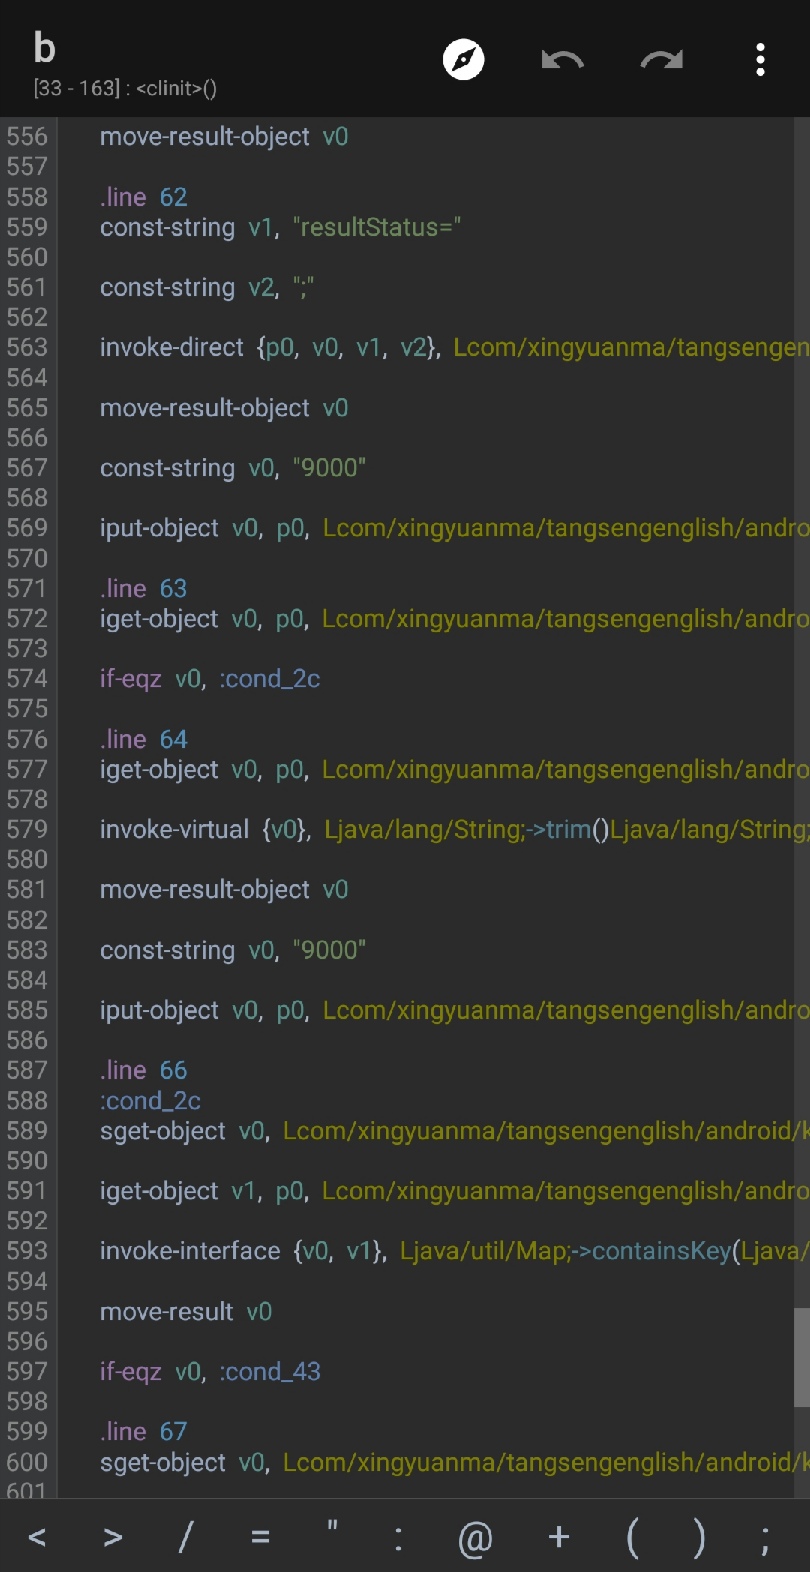 b
[33 - 163] : <clinit>()
556 move-result-object v0
557
558 .line 62
559 const-string v1, "resultStatus="
560
561 const-string v2, ";"
562
563 invoke-direct {p0, v0, v1, v2}, Lcom/xingyuanma/tangsengen
564
565 move-result-object v0
566
567 const-string v0, "9000"
568
569 iput-object v0, p0, Lcom/xingyuanma/tangsengenglish/andro
570
571 .line 63
572 iget-object v0, p0, Lcom/xingyuanma/tangsengenglish/andro
573
574 if-eqz v0, :cond_2c
575
576 .line 64
577 iget-object v0, p0, Lcom/xingyuanma/tangsengenglish/andro
578
579 invoke-virtual {v0}, Ljava/lang/String;->trim()Ljava/lang/String;
580
581 move-result-object v0
582
583 const-string v0, "9000"
584
585 iput-object v0, p0, Lcom/xingyuanma/tangsengenglish/andro
586
587 .line 66
588 :cond_2c
589 sget-object v0, Lcom/xingyuanma/tangsengenglish/android/k
590
591 iget-object v1, p0, Lcom/xingyuanma/tangsengenglish/andro
592
593 invoke-interface {v0, v1}, Ljava/util/Map;->containsKey(Ljava/
594
595 move-result v0
596
597 if-eqz v0, :cond_43
598
599 .line 67
600 sget-object v0, Lcom/xingyuanma/tangsengenglish/android/k
601
< > / = " : @ + ( ) ;